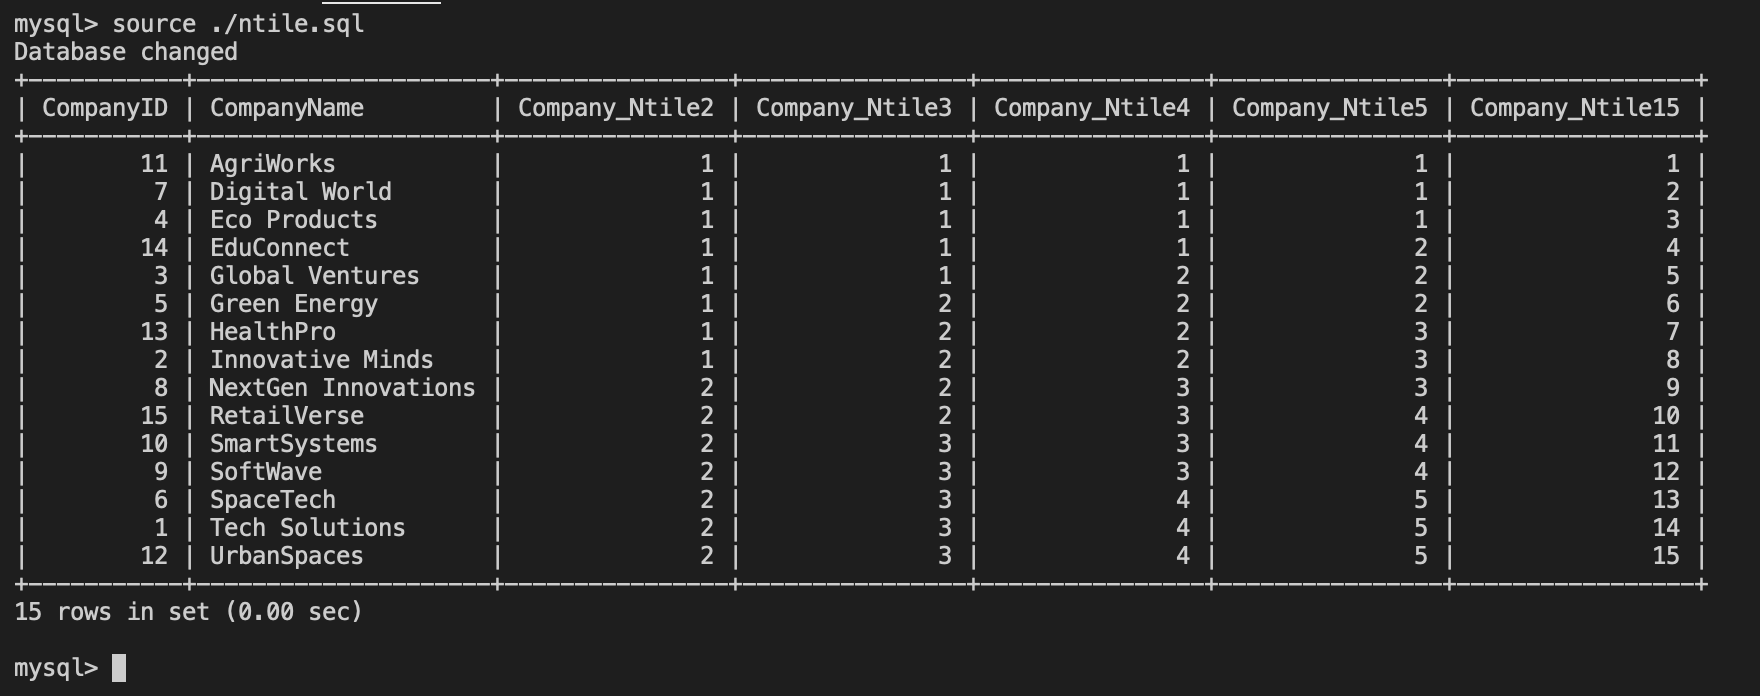 mysql> source ./ntile.sql
Database changed
+------------+----------------------+-----------------+-----------------+-----------------+-----------------+------------------+
| CompanyID | CompanyName | Company_Ntile2 | Company_Ntile3 | Company_Ntile4 | Company_Ntile5 | Company_Ntile15 |
+------------+----------------------+-----------------+-----------------+-----------------+-----------------+------------------+
| 11 | AgriWorks | 1 | 1 | 1 | 1 | 1 |
| 7 | Digital World | 1 | 1 | 1 | 1 | 2 |
| 4 | Eco Products | 1 | 1 | 1 | 1 | 3 |
| 14 | EduConnect | 1 | 1 | 1 | 2 | 4 |
| 3 | Global Ventures | 1 | 1 | 2 | 2 | 5 |
| 5 | Green Energy | 1 | 2 | 2 | 2 | 6 |
| 13 | HealthPro | 1 | 2 | 2 | 3 | 7 |
| 2 | Innovative Minds | 1 | 2 | 2 | 3 | 8 |
| 8 | NextGen Innovations | 2 | 2 | 3 | 3 | 9 |
| 15 | RetailVerse | 2 | 2 | 3 | 4 | 10 |
| 10 | SmartSystems | 2 | 3 | 3 | 4 | 11 |
| 9 | SoftWave | 2 | 3 | 3 | 4 | 12 |
| 6 | SpaceTech | 2 | 3 | 4 | 5 | 13 |
| 1 | Tech Solutions | 2 | 3 | 4 | 5 | 14 |
| 12 | UrbanSpaces | 2 | 3 | 4 | 5 | 15 |
+------------+----------------------+-----------------+-----------------+-----------------+-----------------+------------------+
15 rows in set (0.00 sec)
mysql>